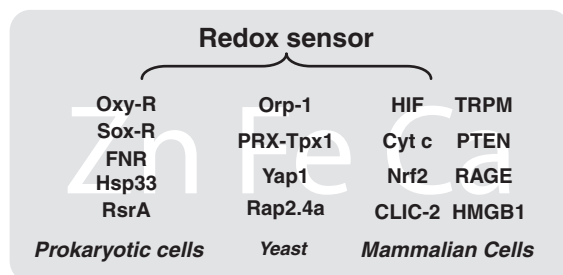 Redox sensor
Zn Fe Ca
Oxy-R
Sox-R
FNR
Hsp33
RsrA
Prokaryotic cells
Orp-1
PRX-Tpx1
Yap1
Rap2.4a
Yeast
HIF TRPM
Cyt c PTEN
Nrf2 RAGE
CLIC-2 HMGB1
Mammalian Cells